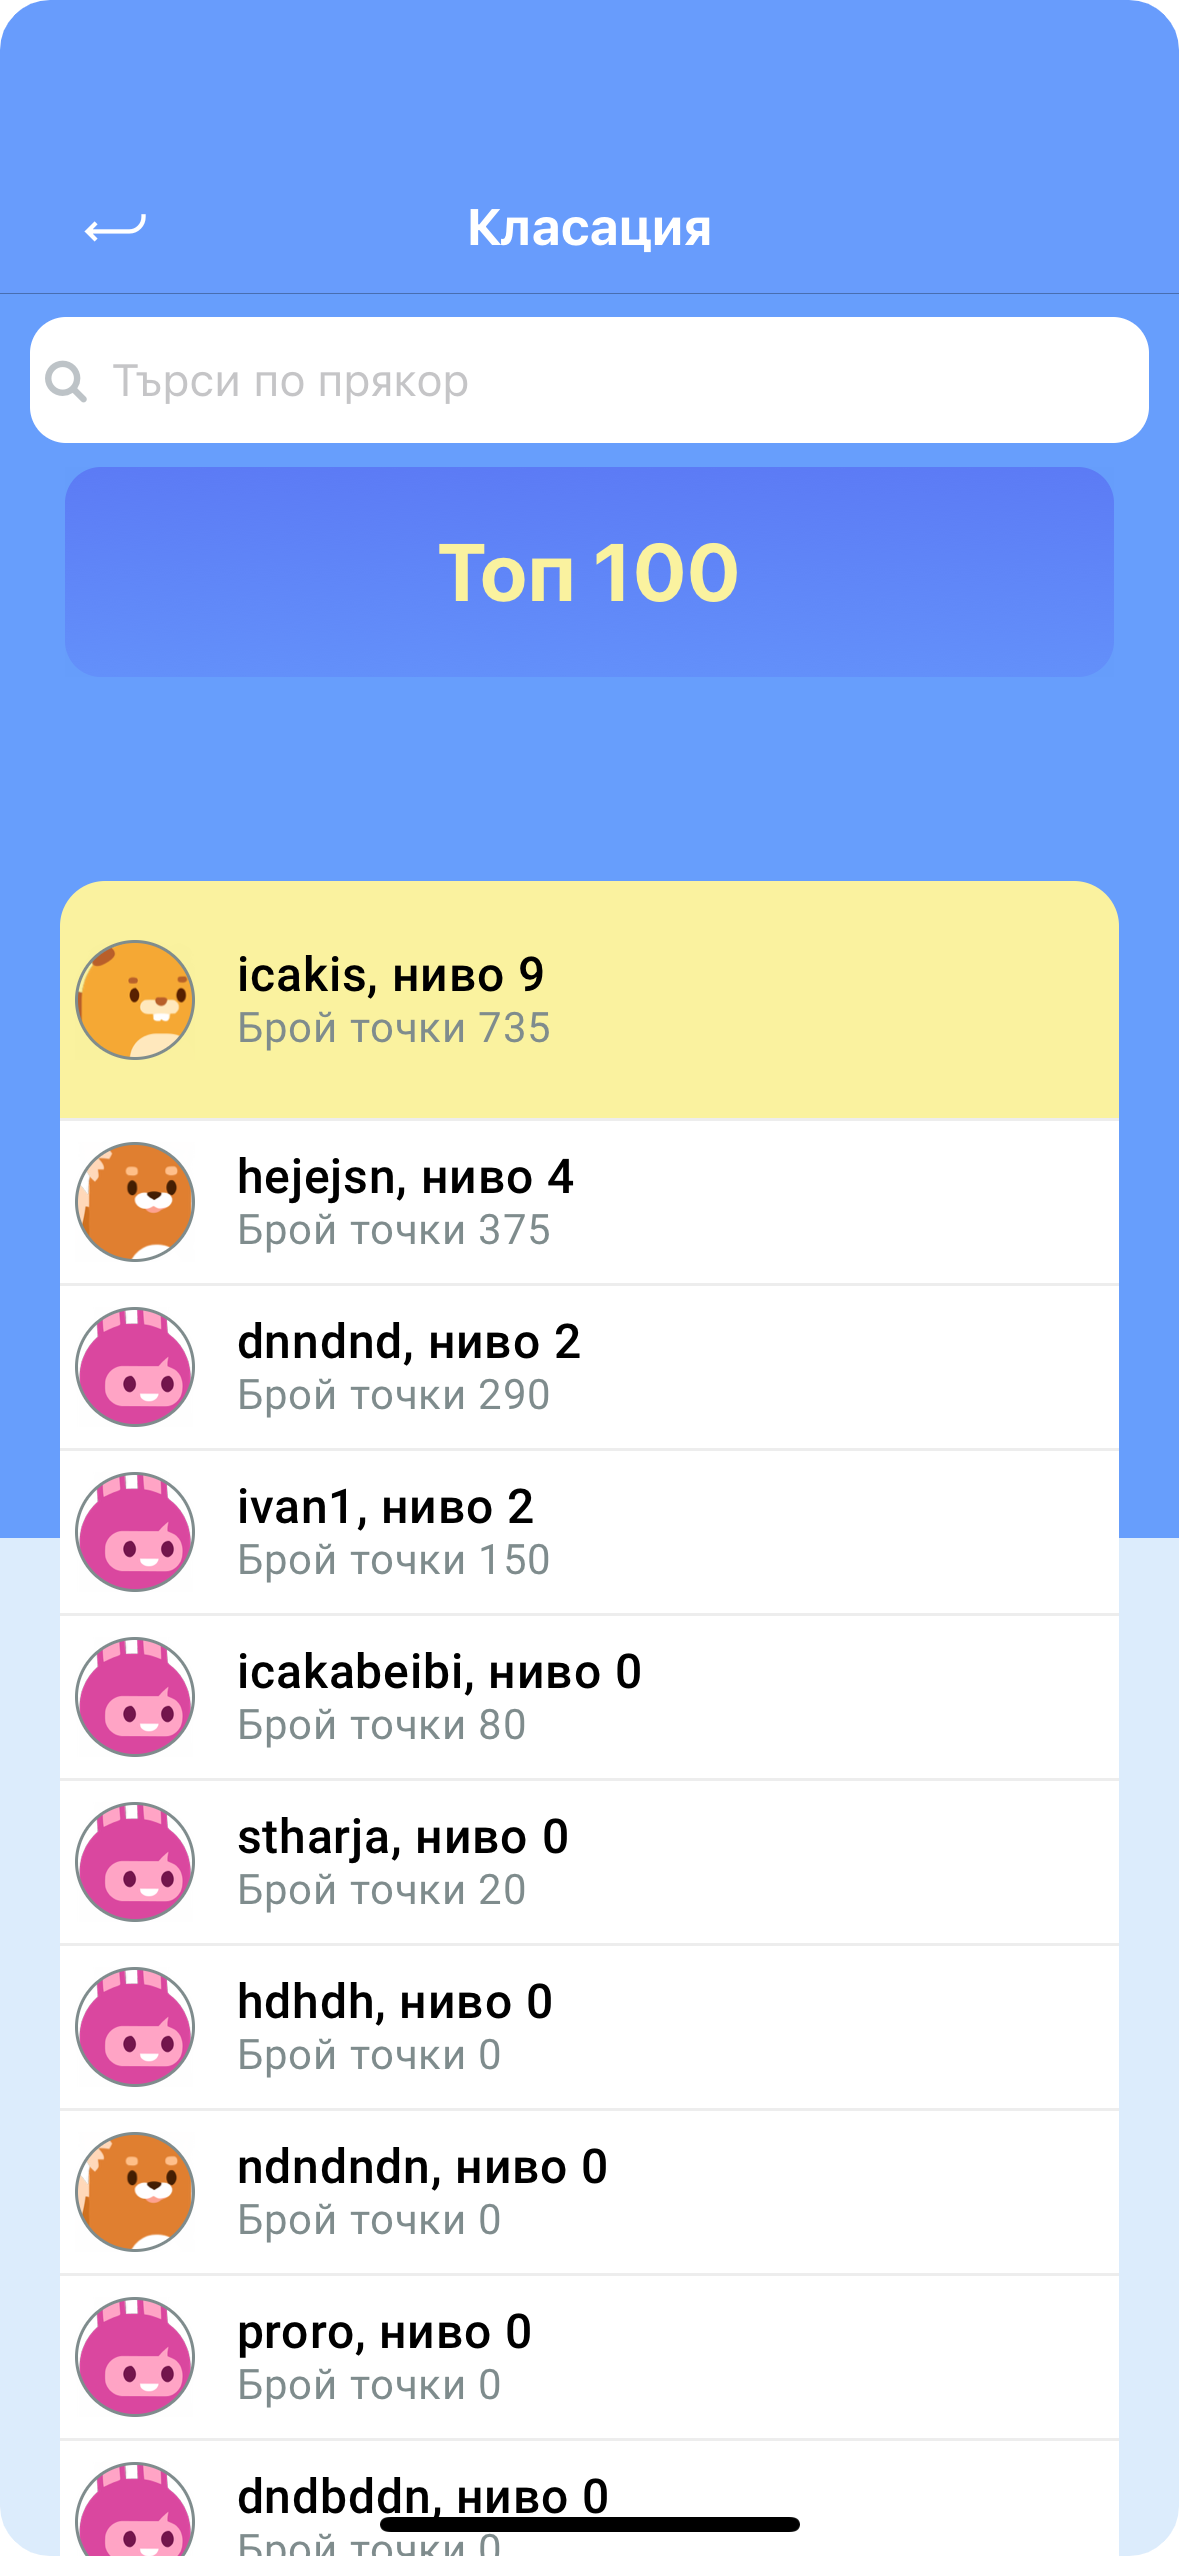 Класация
Търси по прякор
Топ 100
icakis, ниво 9
Брой точки 735
hejejsn, ниво 4
Брой точки 375
dnndnd, ниво 2
Брой точки 290
ivan1, ниво 2
Брой точки 150
icakabeibi, ниво 0
Брой точки 80
stharja, ниво 0
Брой точки 20
hdhdh, ниво 0
Брой точки 0
ndndndn, ниво 0
Брой точки 0
proro, ниво 0
Брой точки 0
dndbddn, ниво 0
Брой точки 0